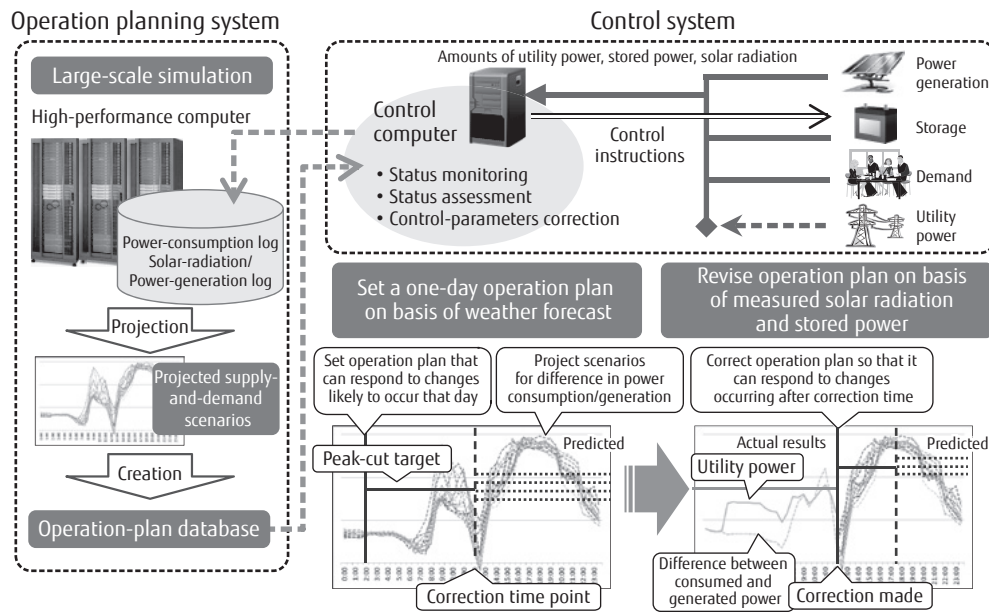 Operation planning system
Large-scale simulation
High-performance computer
Power-consumption log
Solar-radiation/
Power-generation log
Projection
Projected supply-
and-demand
scenarios
Creation
Operation-plan database
Control system
Amounts of utility power, stored power, solar radiation
Control
computer
• Status monitoring
• Status assessment
• Control-parameters correction
Control
instructions
Power
generation
Storage
Demand
Utility
power
Set a one-day operation plan
on basis of weather forecast
Revise operation plan on basis
of measured solar radiation
and stored power
Set operation plan that
can respond to changes
likely to occur that day
Project scenarios
for difference in power
consumption/generation
Predicted
Peak-cut target
Correction time point
Correct operation plan so that it
can respond to changes
occurring after correction time
Actual results
Predicted
Utility power
Difference between
consumed and
generated power
Correction made